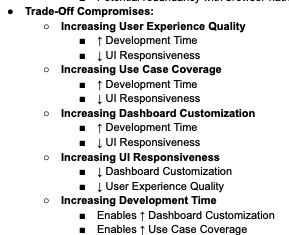 ● Trade-Off Compromises:
○ Increasing User Experience Quality
■ ↑ Development Time
■ ↓ UI Responsiveness
○ Increasing Use Case Coverage
■ ↑ Development Time
■ ↓ UI Responsiveness
○ Increasing Dashboard Customization
■ ↑ Development Time
■ ↓ UI Responsiveness
○ Increasing UI Responsiveness
■ ↓ Dashboard Customization
■ ↓ User Experience Quality
○ Increasing Development Time
■ Enables ↑ Dashboard Customization
■ Enables ↑ Use Case Coverage